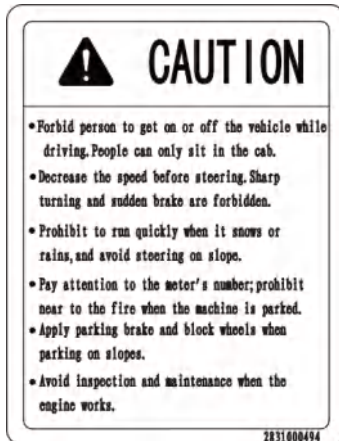 CAUTION
•Forbid person to get on or off the vehicle while
driving.People can only sit in the cab.
•Decrease the speed before steering.Sharp
turning and sudden brake are forbidden.
•Prohibit to run quickly when it snows or
rains,and avoid steering on slope.
•Pay attention to the meter's number;prohibit
near to the fire when the machine is parked.
•Apply parking brake and block wheels when
parking on slopes.
•Avoid inspection and maintenance when the
engine works.
2831000494